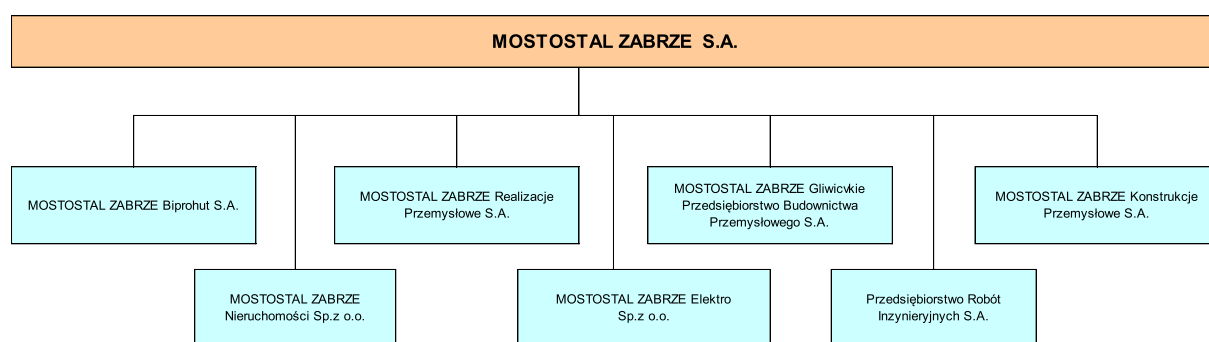 MOSTOSTAL ZABRZE S.A.
MOSTOSTAL ZABRZE Biprohut S.A.
MOSTOSTAL ZABRZE Realizacje
Przemysłowe S.A.
MOSTOSTAL ZABRZE Gliwicvkie
Przedsiębiorstwo Budownictwa
Przemysłowego S.A.
MOSTOSTAL ZABRZE Konstrukcje
Przemysłowe S.A.
MOSTOSTAL ZABRZE
Nieruchomości Sp.z o.o.
MOSTOSTAL ZABRZE Elektro
Sp.z o.o.
Przedsiębiorstwo Robót
Inzynieryjnych S.A.